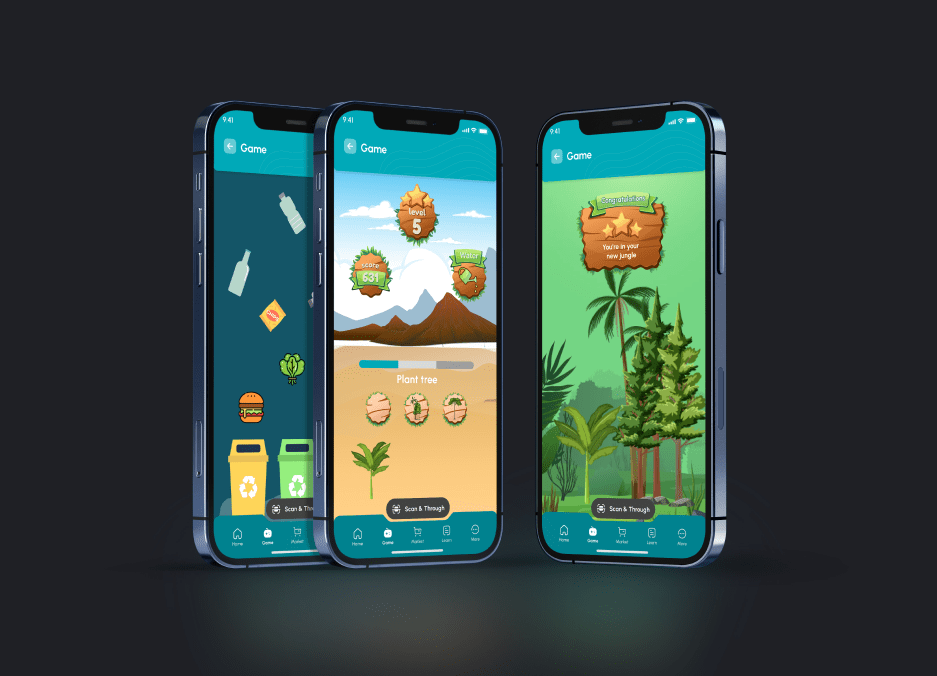 9:41
Game
Scan & Thro
Home
Game
Market
9:41
Game
level
5
score
531
Water
Plant tree
Scan & Through
Home
Game
Market
Learn
More
9:41
Game
Congratulation!
You're in your
new jungle
Scan & Through
Home
Game
Market
Learn
More